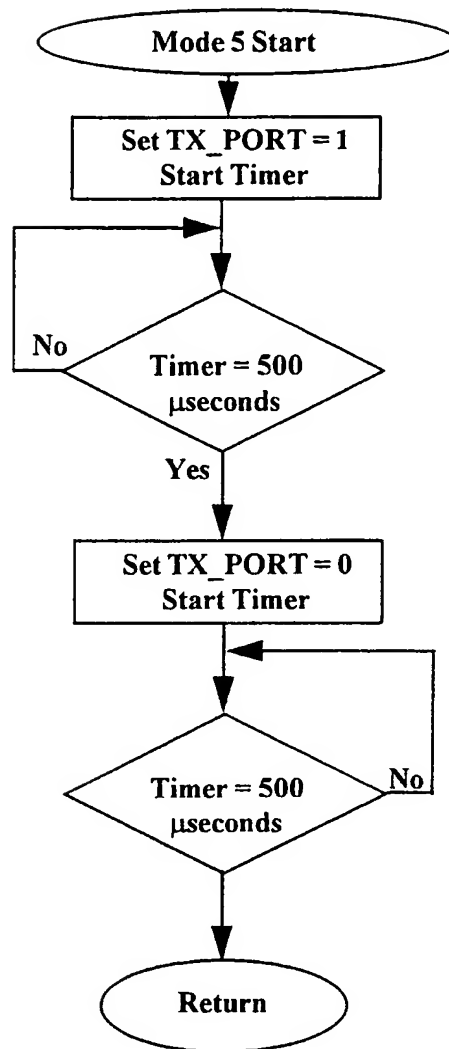 Mode 5 Start
Set TX_PORT = 1
Start Timer
No
Timer = 500
μseconds
Yes
Set TX_PORT = 0
Start Timer
Timer = 500
μseconds
No
Return